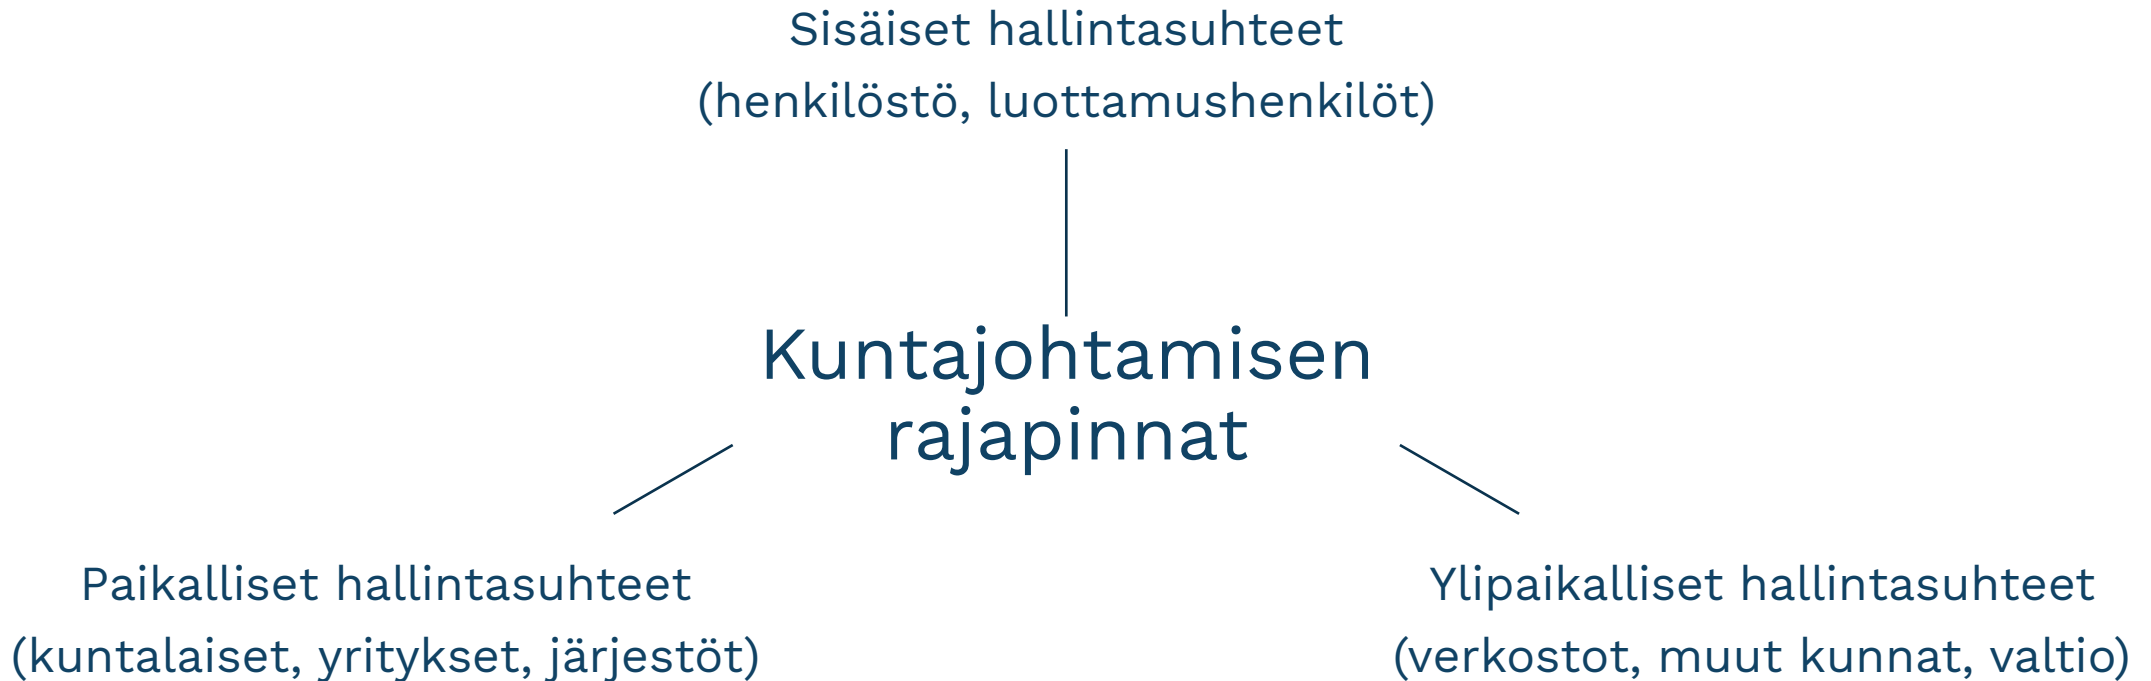 Sisäiset hallintasuhteet
(henkilöstö, luottamushenkilöt)
Kuntajohtamisen
rajapinnat
Paikalliset hallintasuhteet
(kuntalaiset, yritykset, järjestöt)
Ylipaikalliset hallintasuhteet
(verkostot, muut kunnat, valtio)